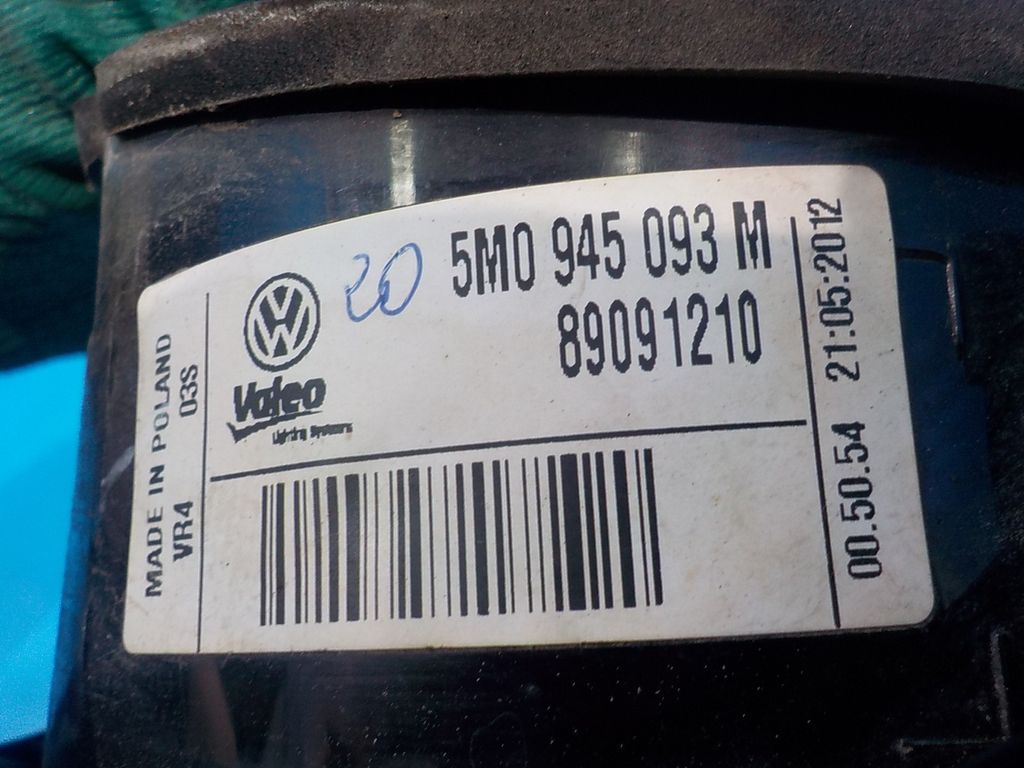 MADE IN POLAND
VR4 03S
20
5M0 945 093 M
89091210
Valeo
Lighting Systems
00.50.54 21:05:2012